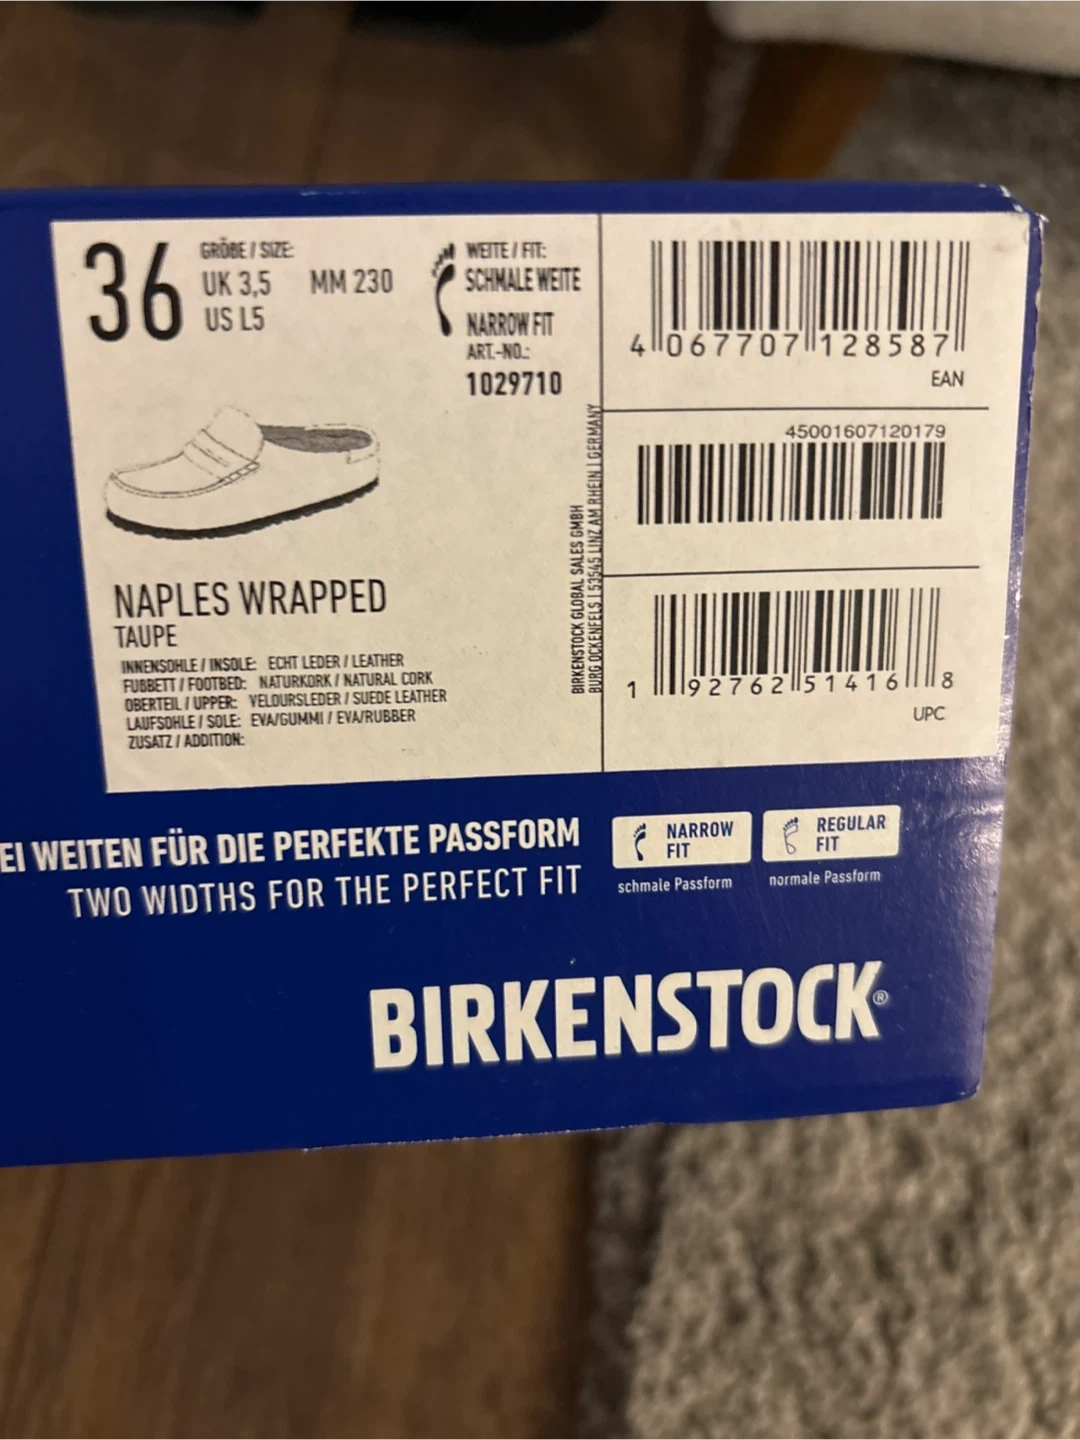 36
GRÖßE / SIZE:
UK 3,5 MM 230
US L5
WEITE / FIT:
SCHMALE WEITE
NARROW FIT
ART.-NO.:
1029710
NAPLES WRAPPED
TAUPE
INNENSOHLE / INSOLE: ECHT LEDER / LEATHER
FUßBETT / FOOTBED: NATURKORK / NATURAL CORK
OBERTEIL / UPPER: VELOURSLEDER / SUEDE LEATHER
LAUFSOHLE / SOLE: EVA/GUMMI / EVA/RUBBER
ZUSATZ / ADDITION:
BIRKENSTOCK GLOBAL SALES GMBH
BURG OCKENFELS | 53545 LINZ AM RHEIN | GERMANY
4 067707 128587
EAN
45001607120179
1 92762 51416 8
UPC
EI WEITEN FÜR DIE PERFEKTE PASSFORM
TWO WIDTHS FOR THE PERFECT FIT
NARROW
FIT
schmale Passform
REGULAR
FIT
normale Passform
BIRKENSTOCK®